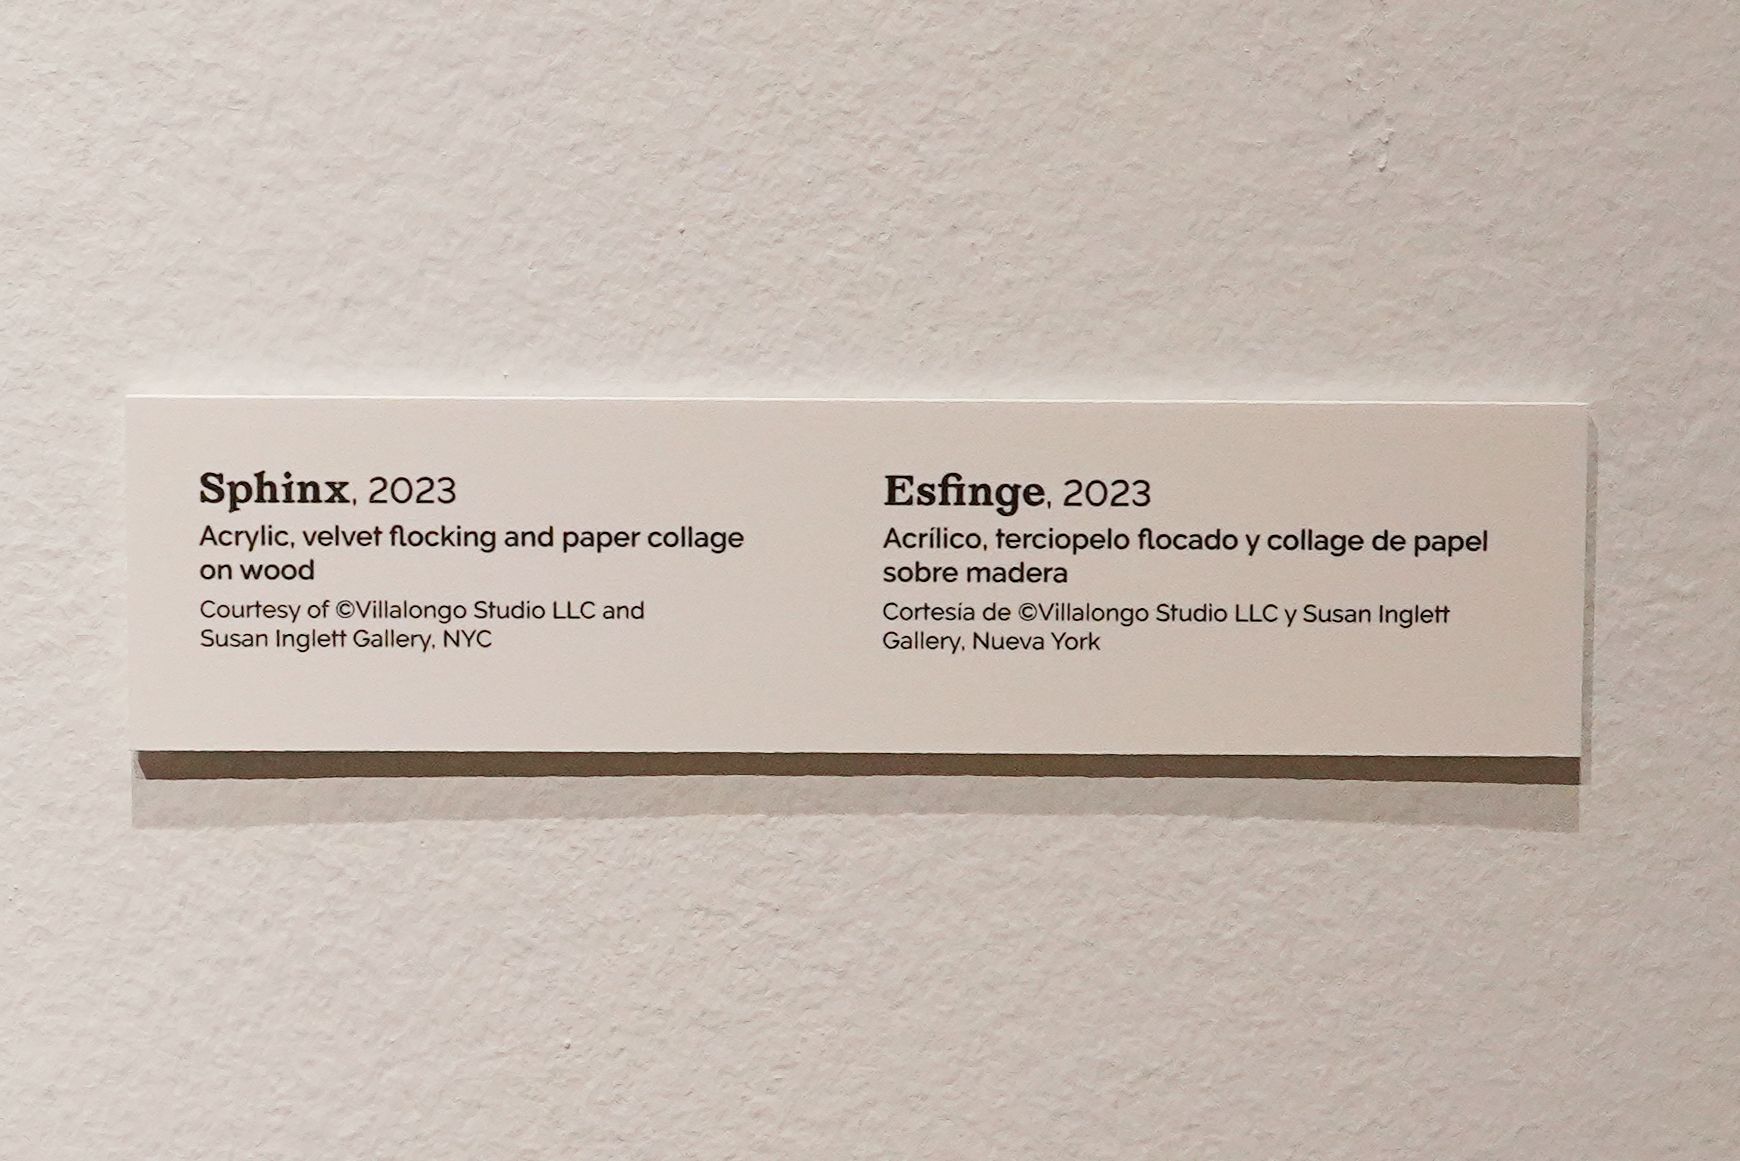 Sphinx, 2023
Acrylic, velvet flocking and paper collage
on wood
Courtesy of ©Villalongo Studio LLC and
Susan Inglett Gallery, NYC
Esfinge, 2023
Acrílico, terciopelo flocado y collage de papel
sobre madera
Cortesía de ©Villalongo Studio LLC y Susan Inglett
Gallery, Nueva York